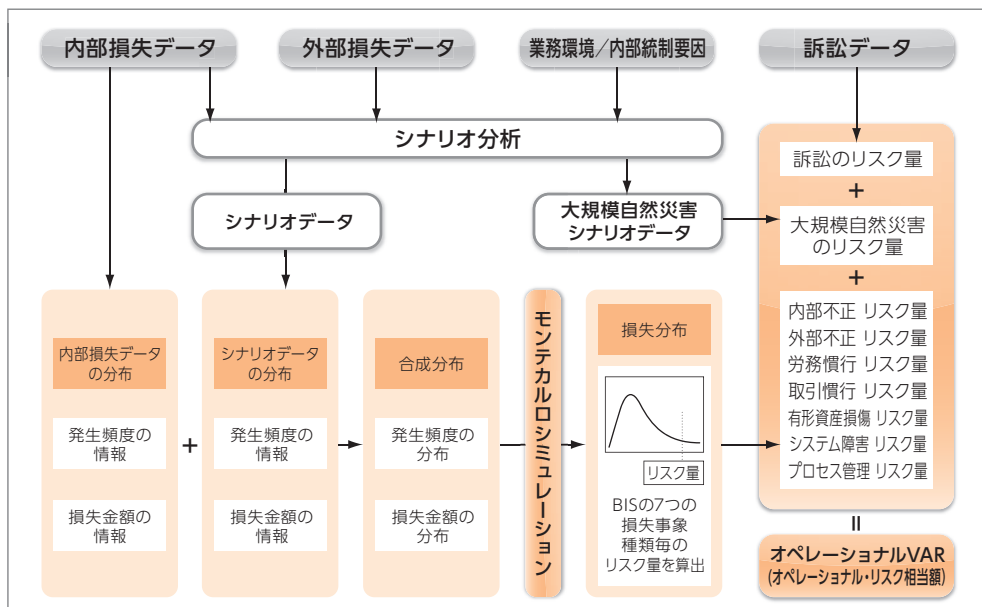 内部損失データ
外部損失データ
業務環境/内部統制要因
訴訟データ
シナリオ分析
シナリオデータ
大規模自然災害
シナリオデータ
訴訟のリスク量
+
大規模自然災害
のリスク量
+
内部不正 リスク量
外部不正 リスク量
労務慣行 リスク量
取引慣行 リスク量
有形資産損傷 リスク量
システム障害 リスク量
プロセス管理 リスク量
=
オペレーショナルVAR
(オペレーショナル・リスク相当額)
内部損失データ
の分布
発生頻度の
情報
損失金額の
情報
+
シナリオデータ
の分布
発生頻度の
情報
損失金額の
情報
合成分布
発生頻度の
分布
損失金額の
分布
モンテカルロシミュレーション
損失分布
リスク量
BISの7つの
損失事象
種類毎の
リスク量を算出